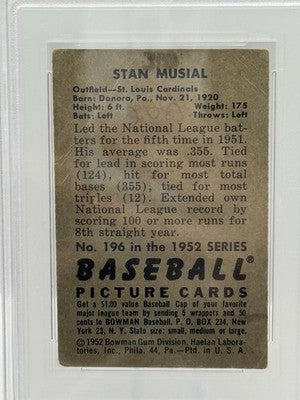 STAN MUSIAL
Outfield—St. Louis Cardinals
Born: Donora, Pa., Nov. 21, 1920
Height: 6 ft. Weight: 175
Bats: Left Throws: Left
Led the National League bat-
ters for the fifth time in 1951.
His average was .355. Tied
for lead in scoring most runs
(124), hit for most total
bases (355), tied for most
triples (12). Extended own
National League record by
scoring 100 or more runs for
8th straight year.
No. 196 in the 1952 SERIES
BASEBALL®
PICTURE CARDS
Get a $1.00 value Baseball Cap of your favorite
major league team by sending 5 wrappers and 50
cents to BOWMAN Baseball, P. O. BOX 234, New
York 23, N. Y. State size: small, medium or large.
©1952 Bowman Gum Division, Haelan Labora-
tories, Inc., Phila. 44, Pa.—Ptd. in U. S. A.